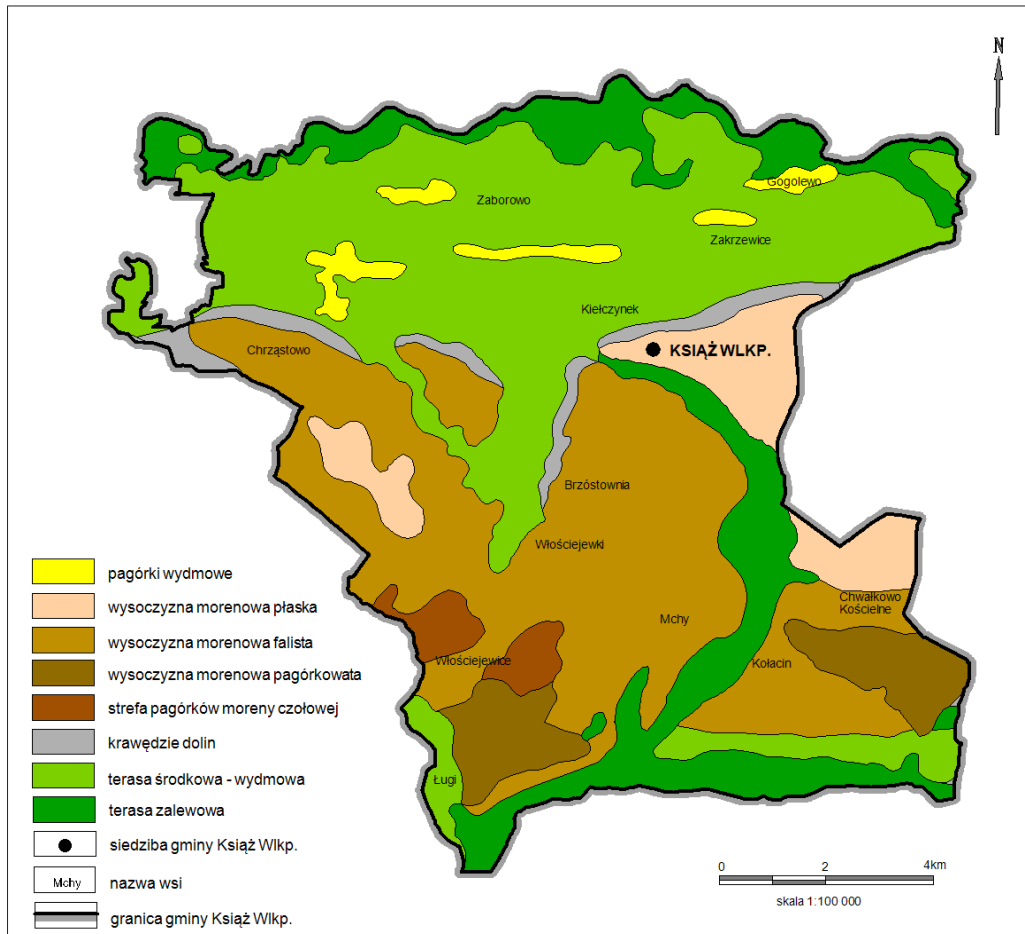 N
Gogolewo
Zaborowo
Zakrzewice
Kiełczynek
Chrząstowo
KSIĄŻ WLKP.
Brzóstownia
Włościejewki
Chwałkowo
Kościelne
Mchy
Włościejewice
Kołacin
Ługi
pagórki wydmowe
wysoczyzna morenowa płaska
wysoczyzna morenowa falista
wysoczyzna morenowa pagórkowata
strefa pagórków moreny czołowej
krawędzie dolin
terasa środkowa - wydmowa
terasa zalewowa
siedziba gminy Książ Wlkp.
Mchy nazwa wsi
granica gminy Książ Wlkp.
0 2 4km
skala 1:100 000